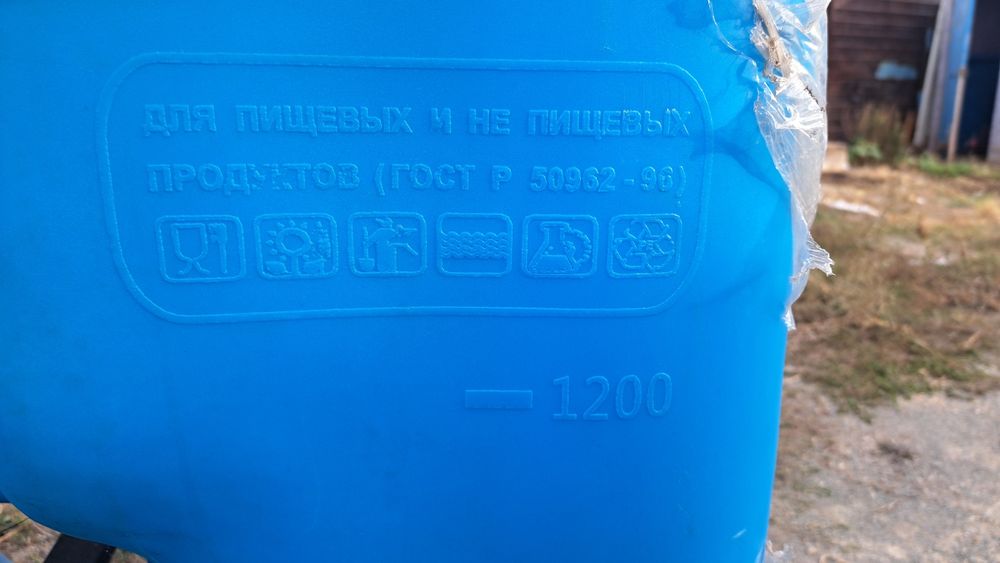 ДЛЯ ПИЩЕВЫХ И НЕ ПИЩЕВЫХ
ПРОДУКТОВ (ГОСТ Р 50962-96)
1200